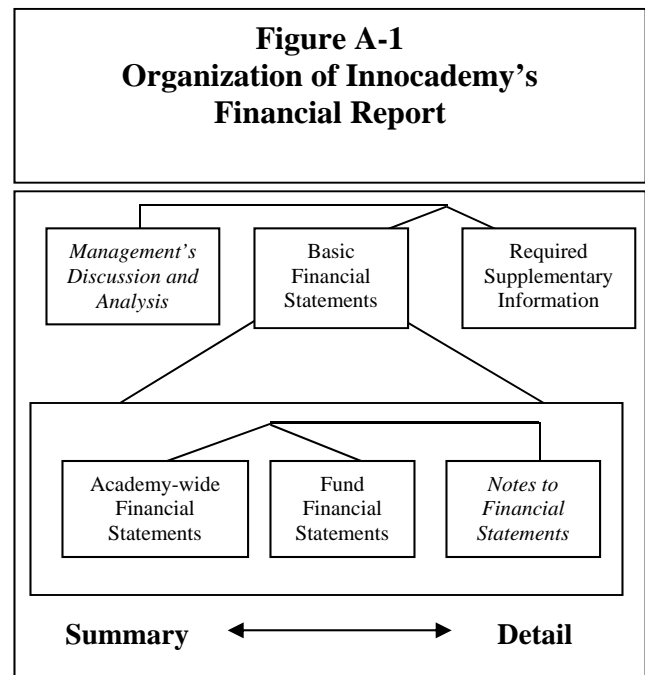 Figure A-1
Organization of Innocademy's
Financial Report
Management's
Discussion and
Analysis
Basic
Financial
Statements
Required
Supplementary
Information
Academy-wide
Financial
Statements
Fund
Financial
Statements
Notes to
Financial
Statements
Summary
Detail